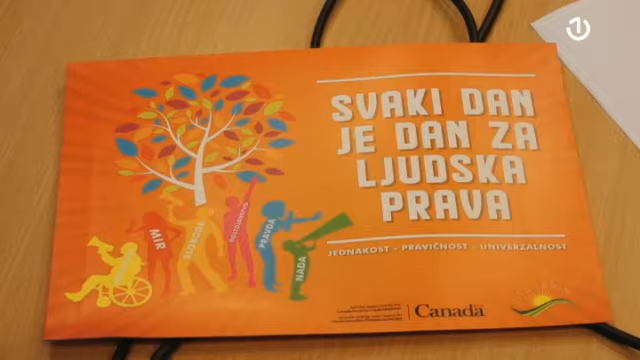 SVAKI DAN
JE DAN ZA
LJUDSKA
PRAVA
JEDNAKOST - PRAVIČNOST - UNIVERZALNOST
MIR
SLOBODA
PRAVDA
NADA
Canada